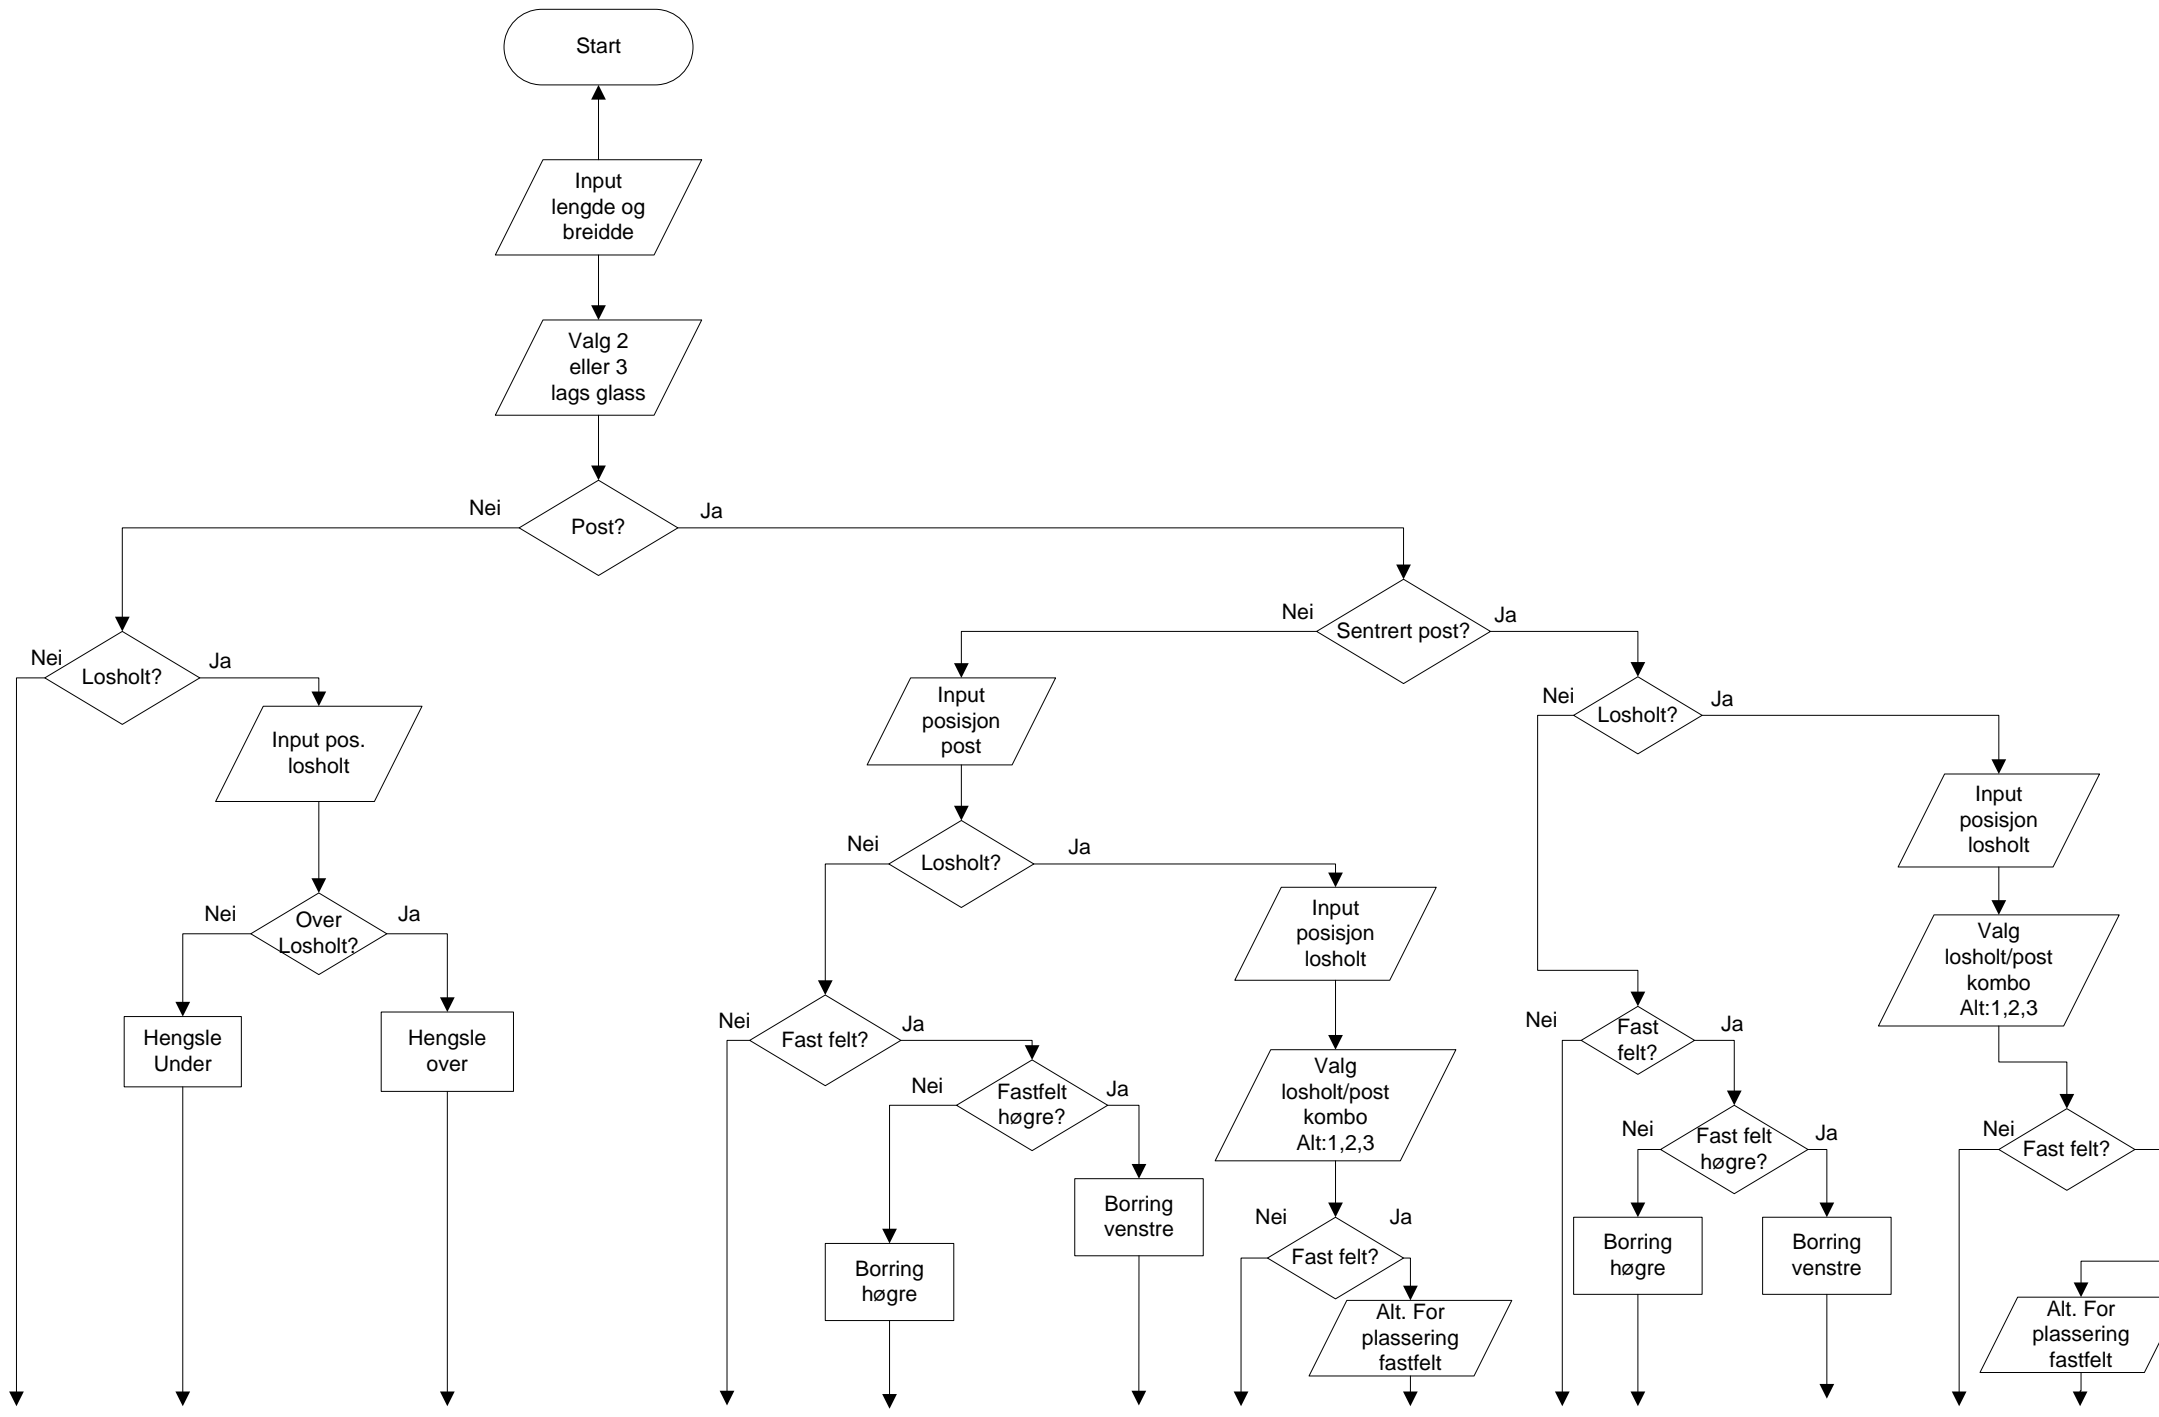 Start
Input
lengde og
breidde
Valg 2
eller 3
lags glass
Nei
Post?
Ja
Nei
Losholt?
Ja
Input pos.
losholt
Nei
Over
Losholt?
Ja
Hengsle
Under
Hengsle
over
Nei
Sentrert post?
Ja
Input
posisjon
post
Nei
Losholt?
Ja
Nei
Fast felt?
Ja
Nei
Fastfelt
høgre?
Ja
Borring
høgre
Borring
venstre
Input
posisjon
losholt
Valg
losholt/post
kombo
Alt:1,2,3
Nei
Fast felt?
Ja
Alt. For
plassering
fastfelt
Nei
Losholt?
Ja
Nei
Fast
felt?
Ja
Nei
Fast felt
høgre?
Ja
Borring
høgre
Borring
venstre
Input
posisjon
losholt
Valg
losholt/post
kombo
Alt:1,2,3
Nei
Fast felt?
Alt. For
plassering
fastfelt